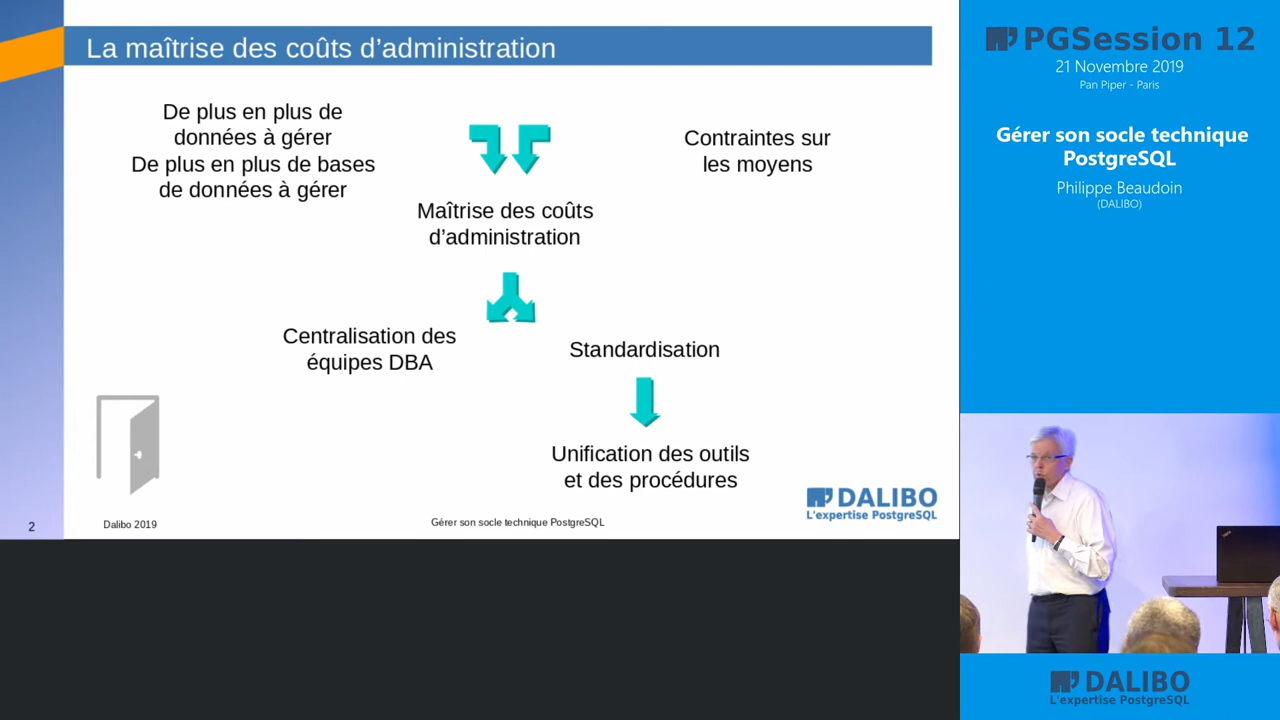 La maîtrise des coûts d’administration
De plus en plus de
données à gérer
De plus en plus de bases
de données à gérer
Contraintes sur
les moyens
Maîtrise des coûts
d’administration
Centralisation des
équipes DBA
Standardisation
Unification des outils
et des procédures
DALIBO
L'expertise PostgreSQL
2
Dalibo 2019
Gérer son socle technique PostgreSQL
PGSession 12
21 Novembre 2019
Pan Piper - Paris
Gérer son socle technique
PostgreSQL
Philippe Beaudoin
(DALIBO)
DALIBO
L'expertise PostgreSQL